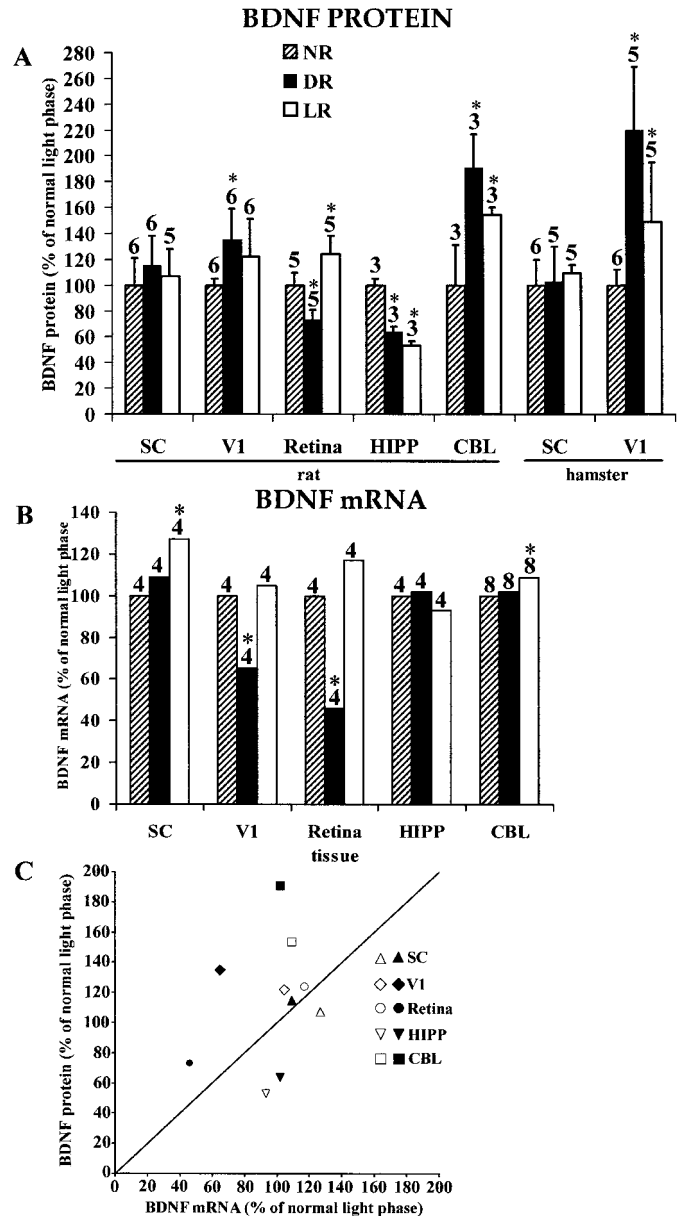 BDNF PROTEIN
A
BDNF protein (% of normal light phase)
280
260
240
220
200
180
160
140
120
100
80
60
40
20
0
NR
DR
LR
6 6 5
6 * 6 6
5 * 5 * 5
3 * 3 * 3
3 * 3 * 3
6 5 5
6 * 5 * 5
SC V1 Retina HIPP CBL SC V1
rat hamster
BDNF mRNA
B
BDNF mRNA (% of normal light phase
140
120
100
80
60
40
20
0
4 4 * 4
4 * 4 4
4 * 4 4
4 4 4
8 8 * 8
SC V1 Retina HIPP CBL
tissue
C
BDNF protein (% of normal light phase)
200
180
160
140
120
100
80
60
40
20
0
SC
V1
Retina
HIPP
CBL
0 20 40 60 80 100 120 140 160 180 200
BDNF mRNA (% of normal light phase)